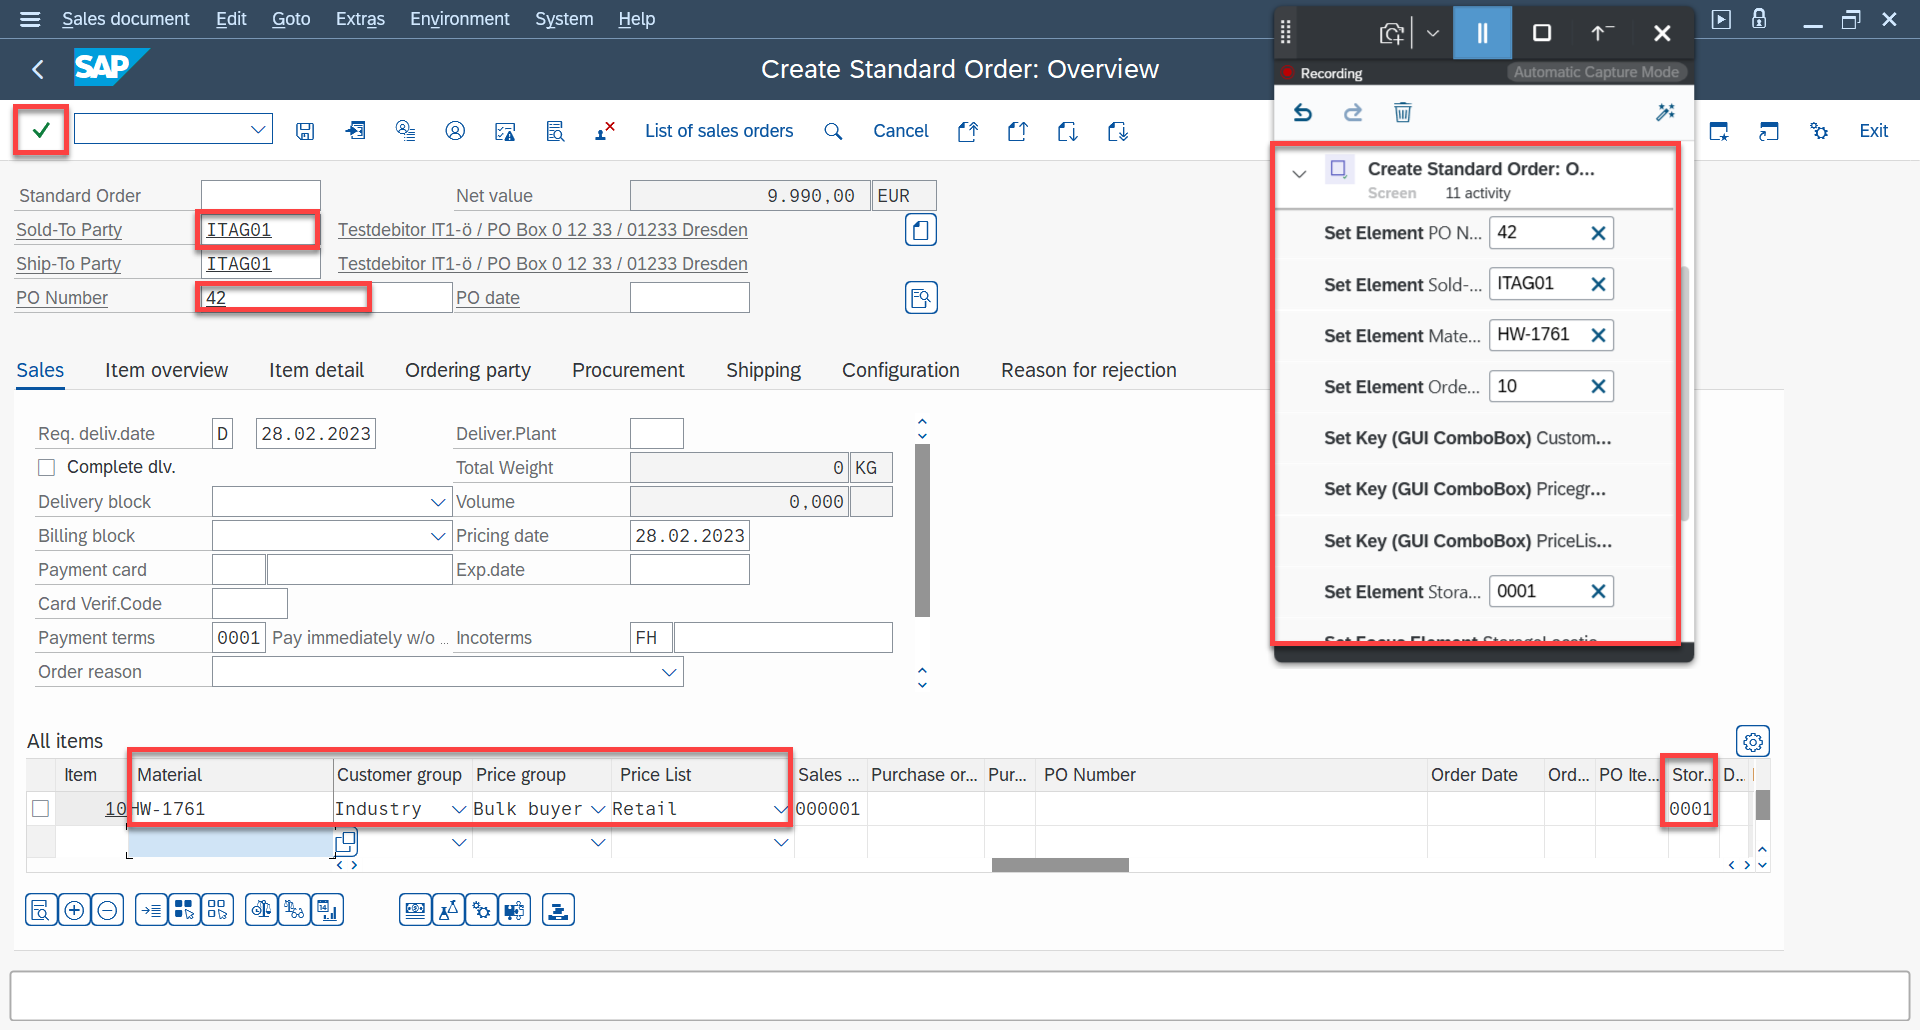 Sales document Edit Goto Extras Environment System Help
SAP Create Standard Order: Overview
List of sales orders Cancel Exit
Standard Order Net value 9.990,00 EUR
Sold-To Party ITAG01 Testdebitor IT1-ö / PO Box 0 12 33 / 01233 Dresden
Ship-To Party ITAG01 Testdebitor IT1-ö / PO Box 0 12 33 / 01233 Dresden
PO Number 42 PO date
Sales Item overview Item detail Ordering party Procurement Shipping Configuration Reason for rejection
Req. deliv.date D 28.02.2023 Deliver.Plant
Complete dlv. Total Weight 0 KG
Delivery block Volume 0,000
Billing block Pricing date 28.02.2023
Payment card Exp.date
Card Verif.Code
Payment terms 0001 Pay immediately w/o ... Incoterms FH
Order reason
All items
Item Material Customer group Price group Price List Sales ... Purchase or... Pur... PO Number Order Date Ord... PO Ite... Stor... D...
10 HW-1761 Industry Bulk buyer Retail 000001 0001
Recording Automatic Capture Mode
Create Standard Order: O...
Screen 11 activity
Set Element PO N... 42
Set Element Sold-... ITAG01
Set Element Mate... HW-1761
Set Element Orde... 10
Set Key (GUI ComboBox) Custom...
Set Key (GUI ComboBox) Pricegr...
Set Key (GUI ComboBox) PriceLis...
Set Element Stora... 0001
Set Focus Element StorageLocatio...